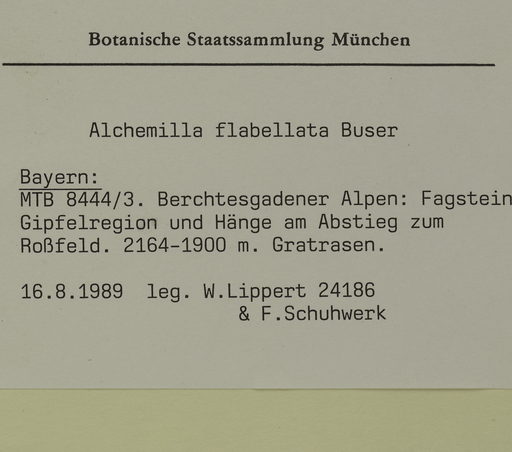 Botanische Staatssammlung München
Alchemilla flabellata Buser
Bayern:
MTB 8444/3. Berchtesgadener Alpen: Fagstein
Gipfelregion und Hänge am Abstieg zum
Roßfeld. 2164-1900 m. Gratrasen.
16.8.1989 leg. W.Lippert 24186
& F.Schuhwerk